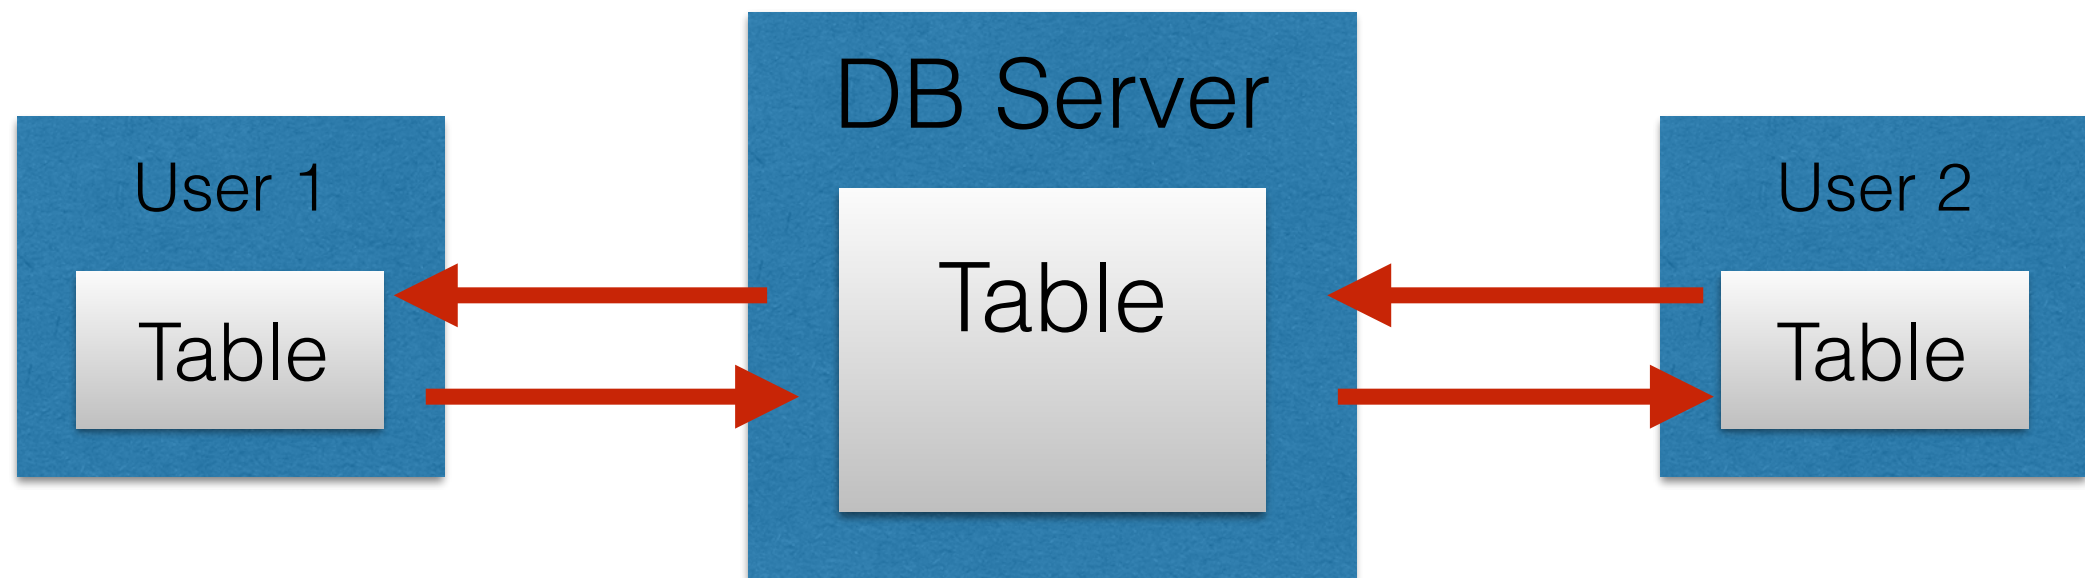 User 1
Table
DB Server
Table
User 2
Table